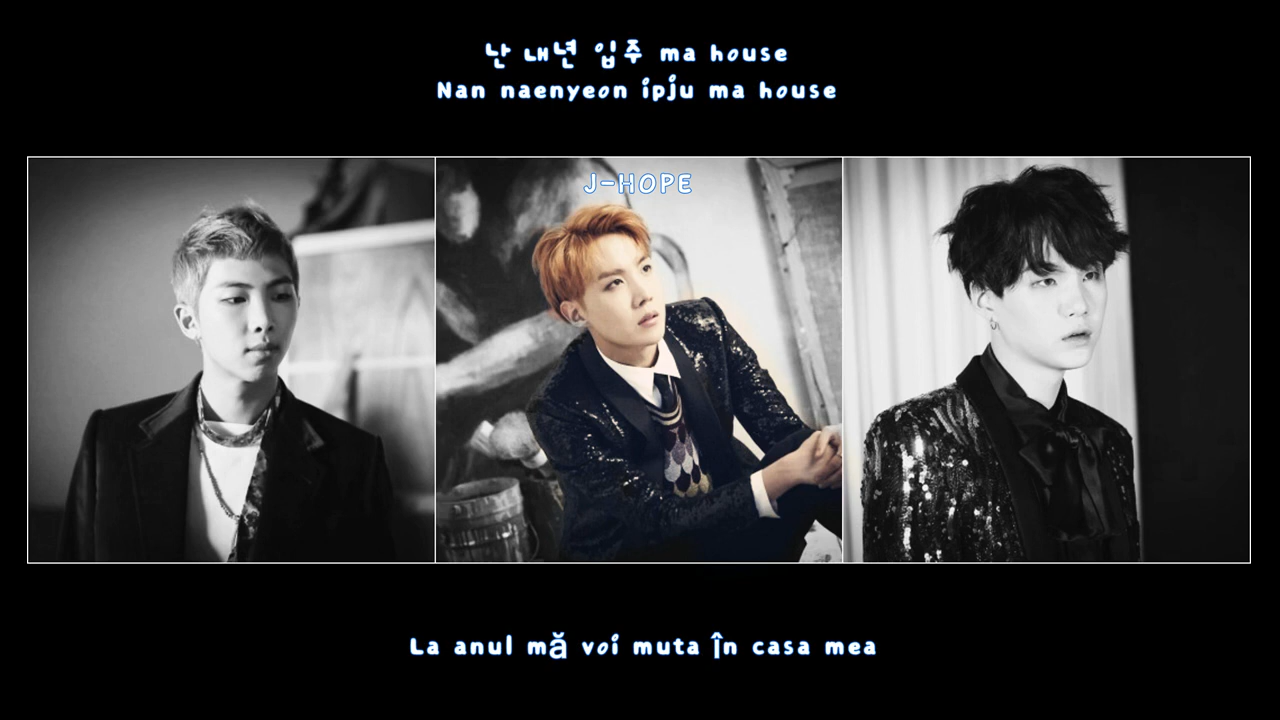 난 내년 입주 ma house
Nan naenyeon ipju ma house
J-HOPE
La anul mă voi muta în casa mea